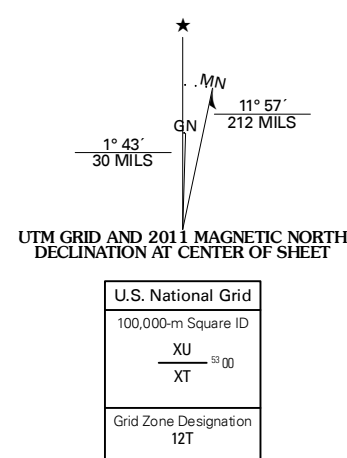 ★
MN
11° 57´
212 MILS
GN
1° 43´
30 MILS
UTM GRID AND 2011 MAGNETIC NORTH
DECLINATION AT CENTER OF SHEET
U.S. National Grid
100,000-m Square ID
XU
53 00
XT
Grid Zone Designation
12T